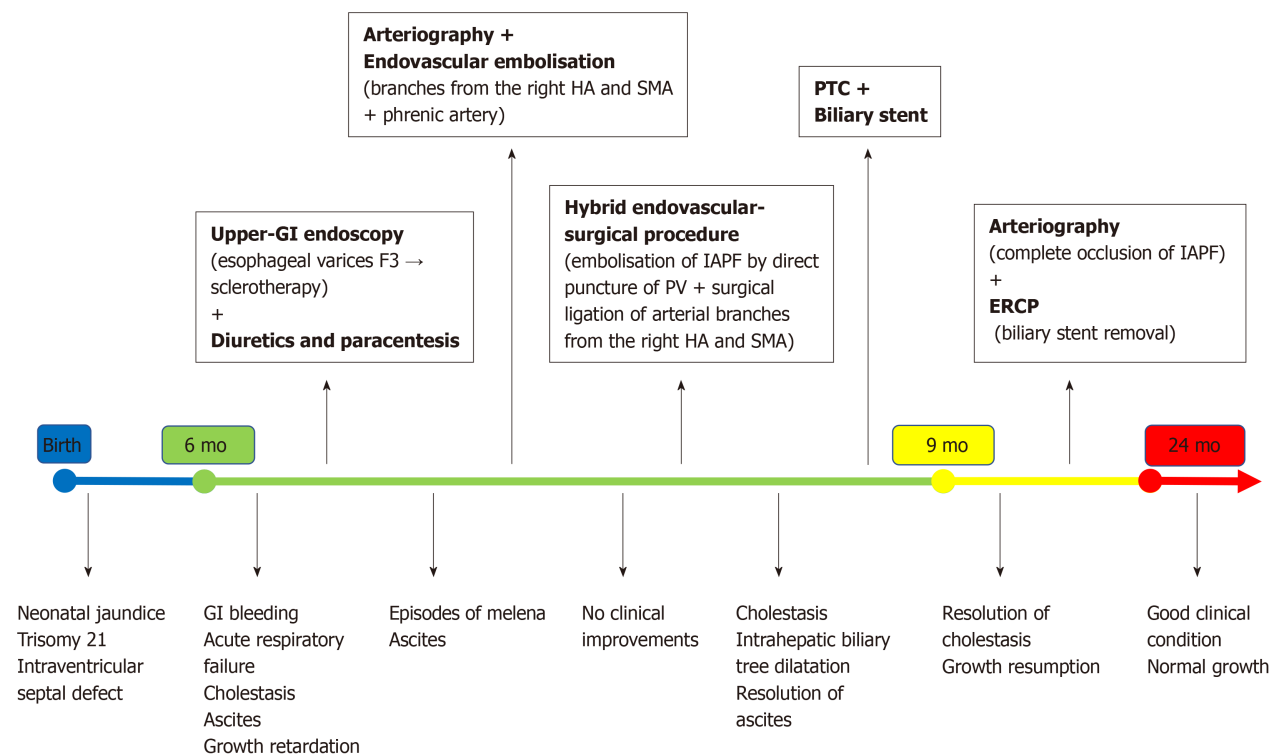 Arteriography +
Endovascular embolisation
(branches from the right HA and SMA
+ phrenic artery)
PTC +
Biliary stent
Hybrid endovascular-
surgical procedure
(embolisation of IAPF by direct
puncture of PV + surgical
ligation of arterial branches
from the right HA and SMA)
Upper-GI endoscopy
(esophageal varices F3 →
sclerotherapy)
+
Diuretics and paracentesis
Arteriography
(complete occlusion of IAPF)
+
ERCP
(biliary stent removal)
Birth
6 mo
9 mo
24 mo
Neonatal jaundice
Trisomy 21
Intraventricular
septal defect
GI bleeding
Acute respiratory
failure
Cholestasis
Ascites
Growth retardation
Episodes of melena
Ascites
No clinical
improvements
Cholestasis
Intrahepatic biliary
tree dilatation
Resolution of
ascites
Resolution of
cholestasis
Growth resumption
Good clinical
condition
Normal growth